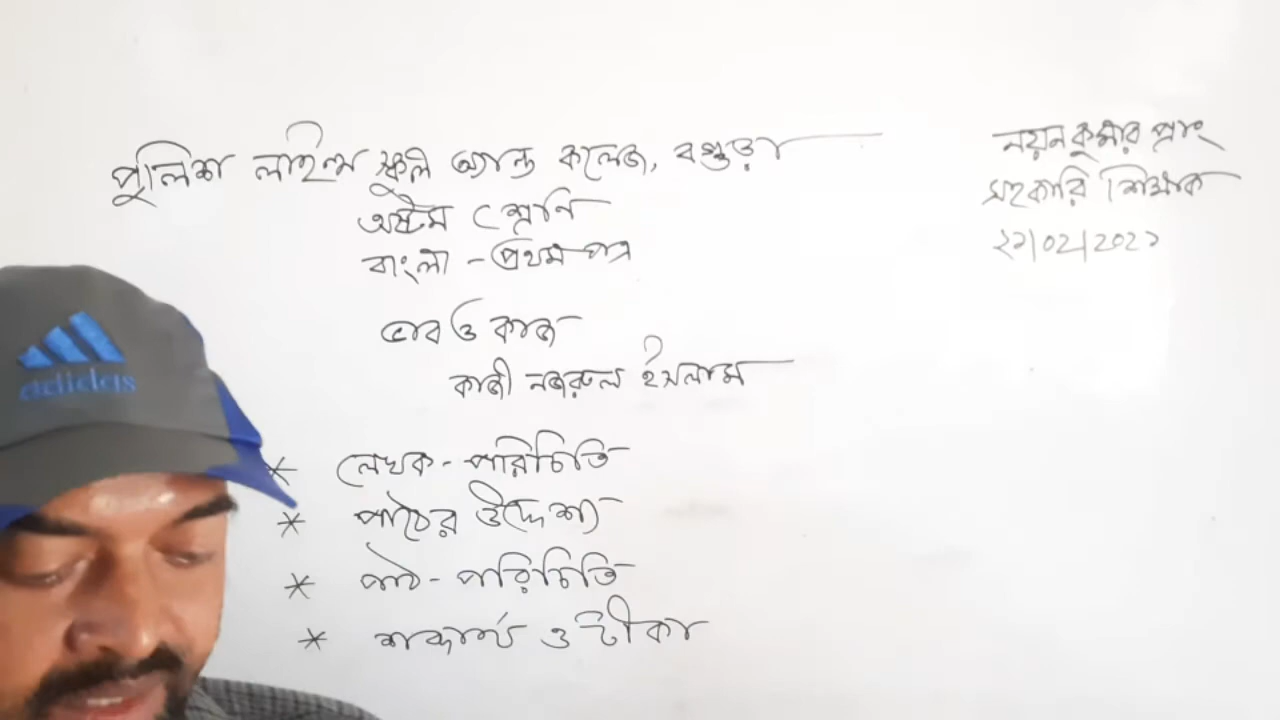 পুলিশ লাইন্স স্কুল অ্যান্ড কলেজ, বগুড়া
অষ্টম শ্রেণি
বাংলা - প্রথম পত্র
ভাব ও কাজ
কাজী নজরুল ইসলাম
* লেখক - পরিচিতি
* পাঠের উদ্দেশ্য
* পাঠ - পরিচিতি
* শব্দার্থ ও টীকা
নয়ন কুমার প্রাং
সহকারি শিক্ষক
২১/০২/২০২১
adidas